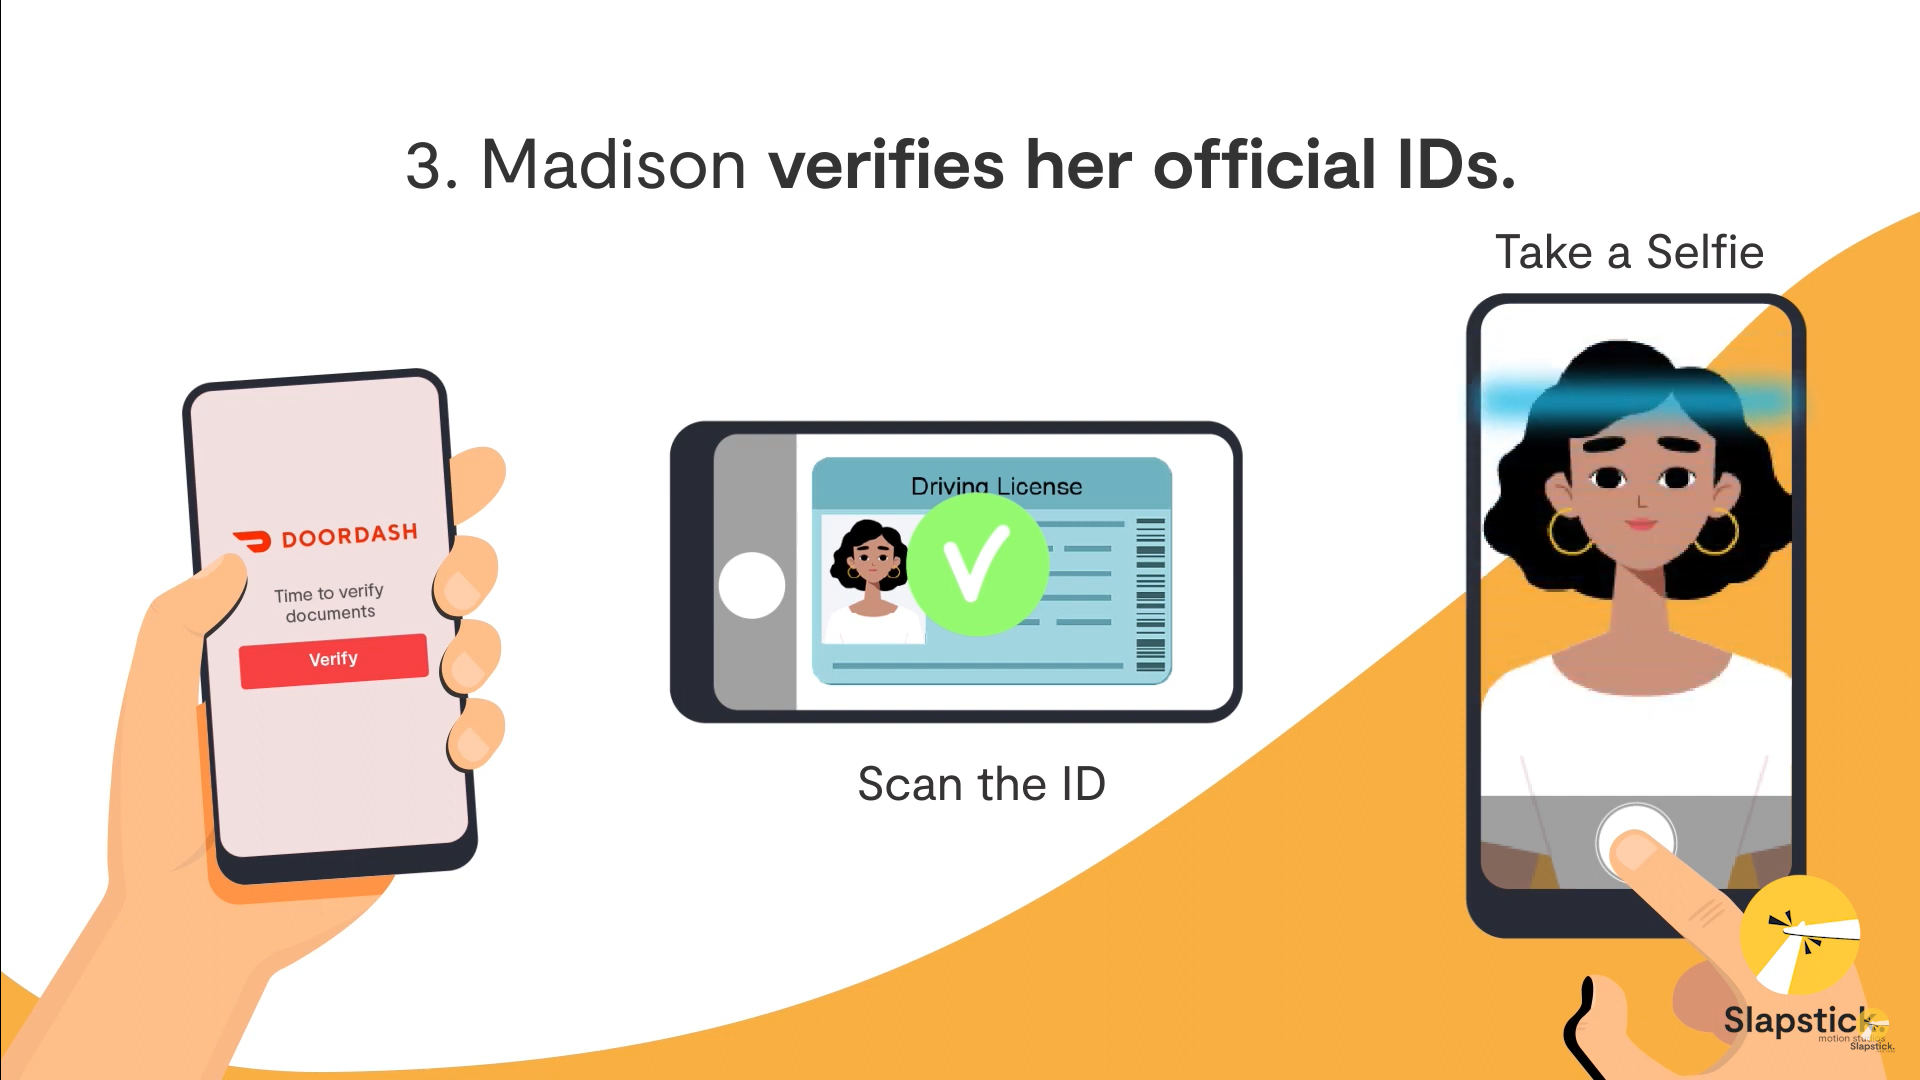 3. Madison verifies her official IDs.
Take a Selfie
DOORDASH
Time to verify
documents
Verify
Driving License
Scan the ID
Slapstick.
motion studios
Slapstick.